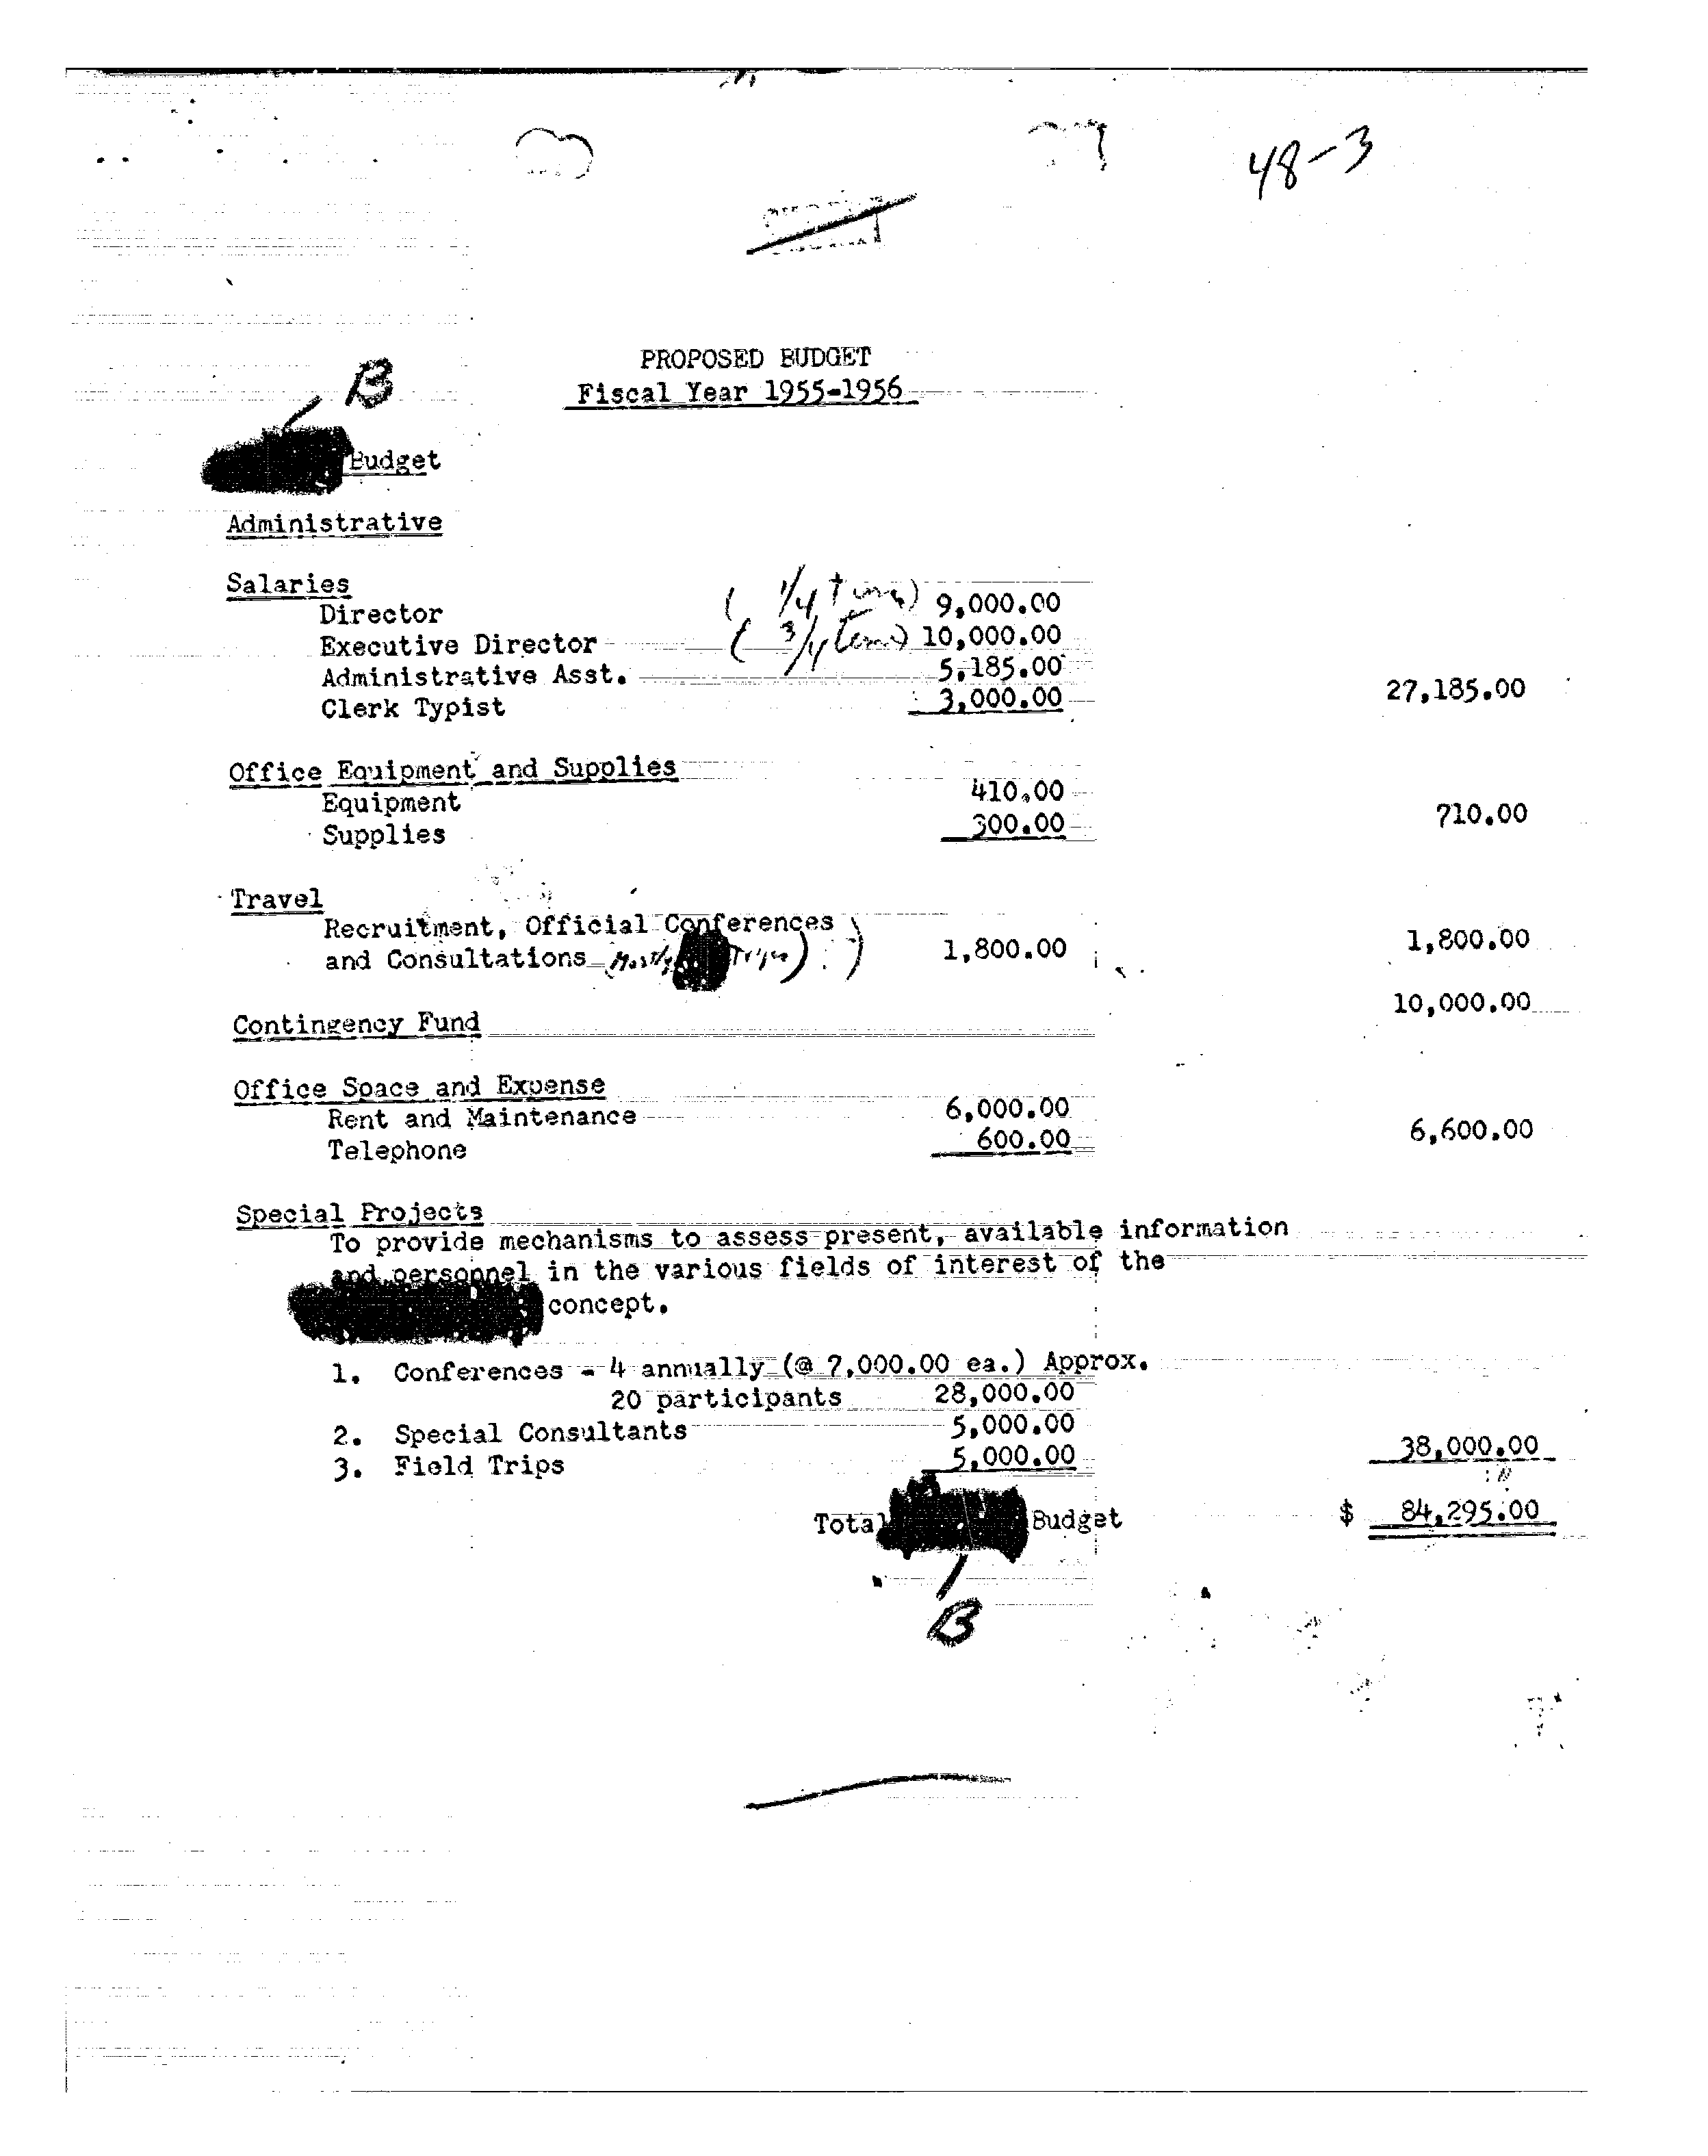 48-3
PROPOSED BUDGET
Fiscal Year 1955-1956
B
Budget
Administrative
Salaries
Director (1/4 time) 9,000.00
Executive Director (3/4 time) 10,000.00
Administrative Asst. 5,185.00
Clerk Typist 3,000.00 27,185.00
Office Equipment and Supplies
Equipment 410.00
Supplies 300.00 710.00
Travel
Recruitment, Official Conferences )
and Consultations (Mostly Trips) ) 1,800.00 1,800.00
Contingency Fund 10,000.00
Office Space and Expense
Rent and Maintenance 6,000.00
Telephone 600.00 6,600.00
Special Projects
To provide mechanisms to assess present, available information
and personnel in the various fields of interest of the
concept.
1. Conferences - 4 annually (@ 7,000.00 ea.) Approx.
20 participants 28,000.00
2. Special Consultants 5,000.00
3. Field Trips 5,000.00 38,000.00
Total Budget $ 84,295.00
B